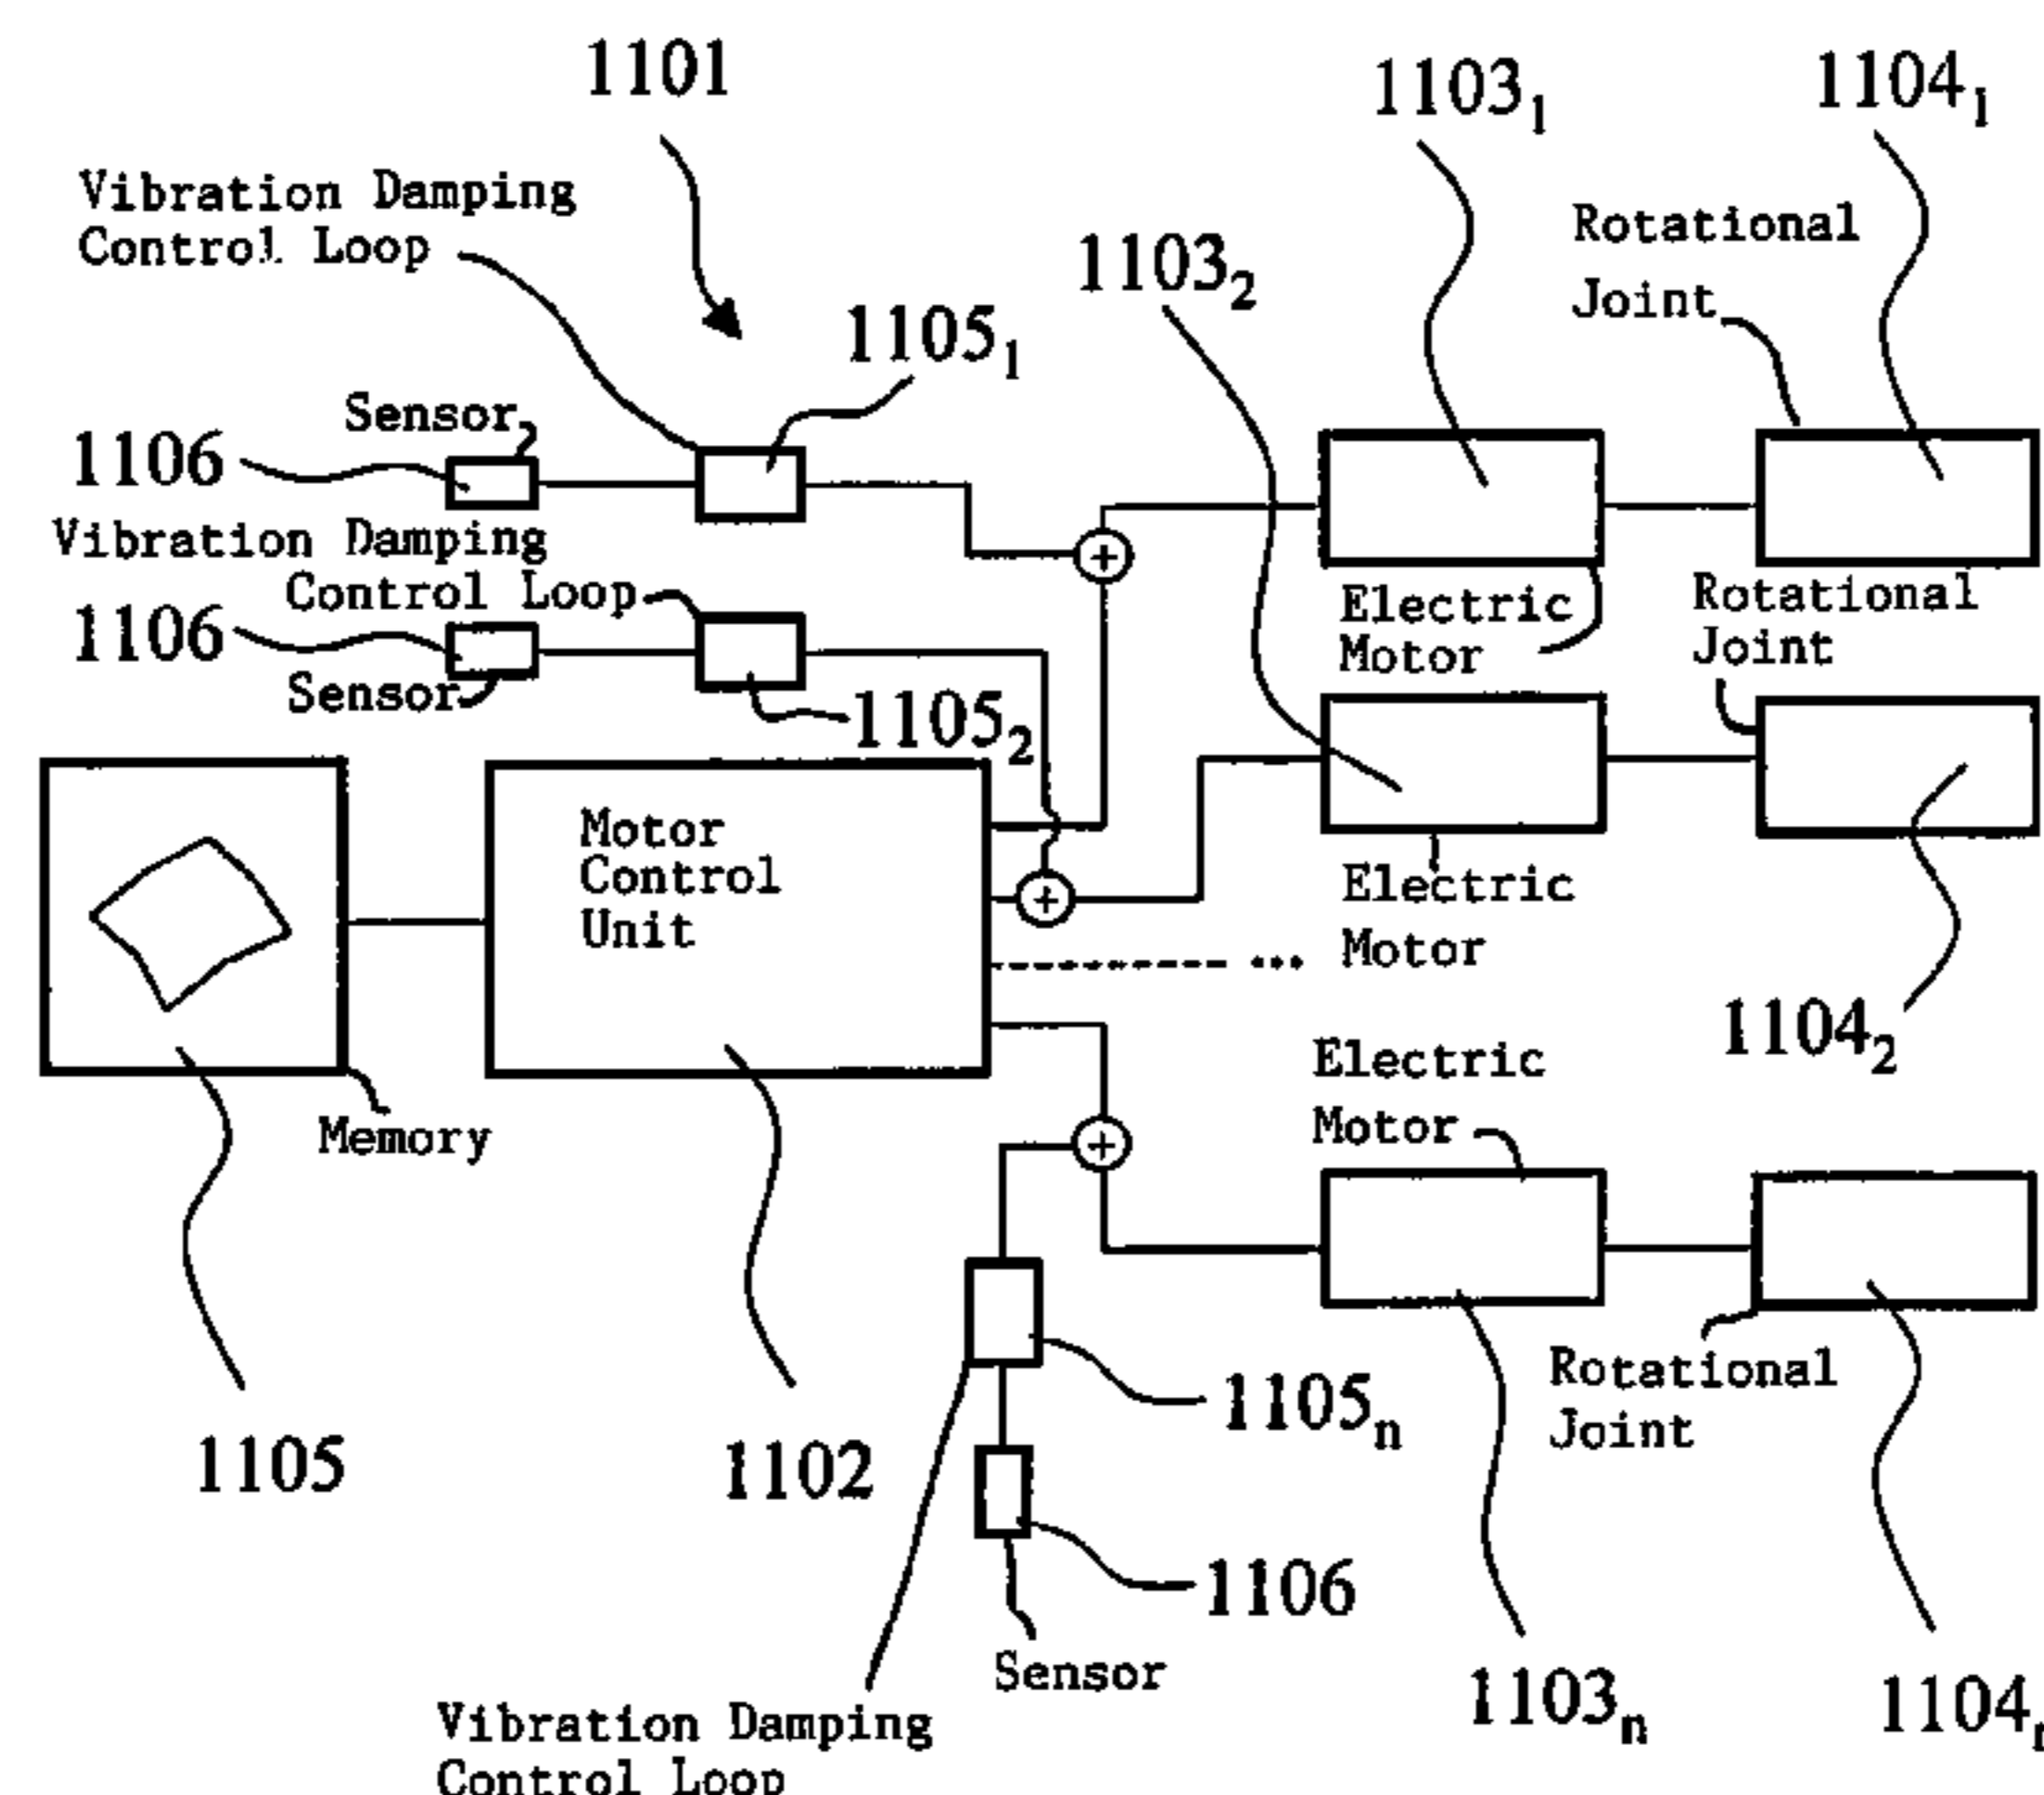 1101
1103₁
1104₁
Vibration Damping
Control Loop
Rotational
Joint
1103₂
1105₁
Sensor
1106
Vibration Damping
Control Loop
1106
Sensor
1105₂
Electric
Motor
Rotational
Joint
Motor
Control
Unit
+
+
Electric
Motor
...
1104₂
Memory
Electric
Motor
+
1105
1102
1105ₙ
Rotational
Joint
1106
Sensor
1103ₙ
1104ₙ
Vibration Damping
Control Loop